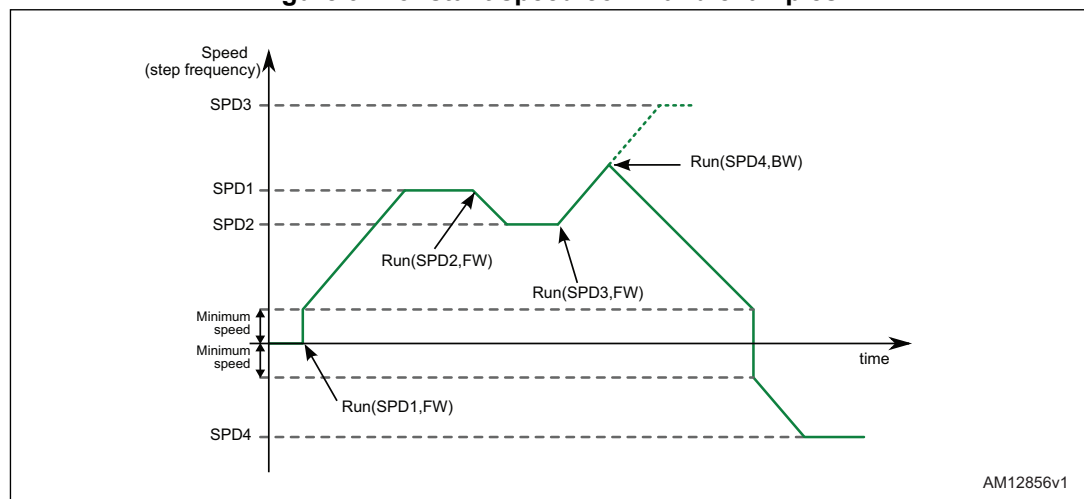 Speed
(step frequency)
SPD3
Run(SPD4,BW)
SPD1
SPD2
Run(SPD2,FW)
Run(SPD3,FW)
Minimum
speed
Minimum
speed
time
Run(SPD1,FW)
SPD4
AM12856v1